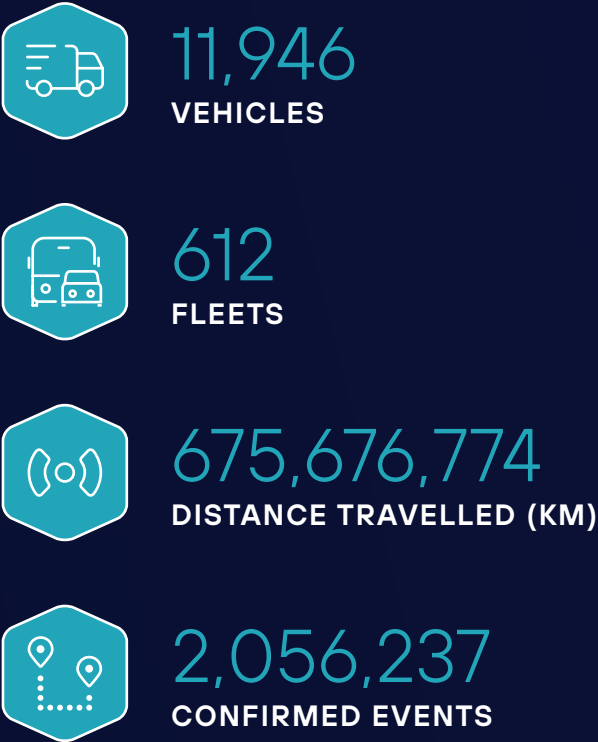 11,946
VEHICLES
612
FLEETS
675,676,774
DISTANCE TRAVELLED (KM)
2,056,237
CONFIRMED EVENTS